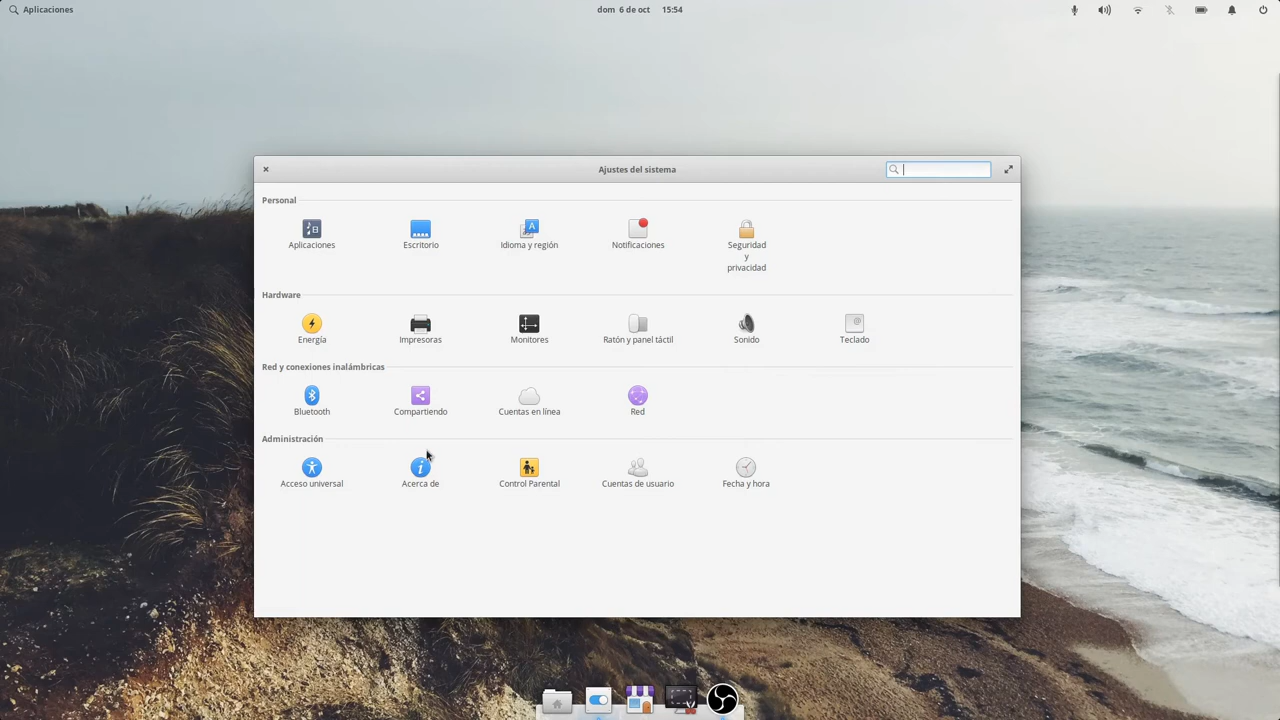 Aplicaciones
dom 6 de oct 15:54
Ajustes del sistema
Personal
Aplicaciones
Escritorio
Idioma y región
Notificaciones
Seguridad
y
privacidad
Hardware
Energía
Impresoras
Monitores
Ratón y panel táctil
Sonido
Teclado
Red y conexiones inalámbricas
Bluetooth
Compartiendo
Cuentas en línea
Red
Administración
Acceso universal
Acerca de
Control Parental
Cuentas de usuario
Fecha y hora